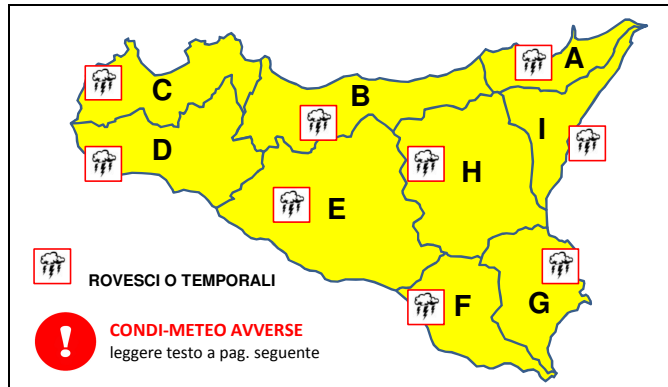 A
B
C
I
D
H
E
F
G
ROVESCI O TEMPORALI
! CONDI-METEO AVVERSE
leggere testo a pag. seguente